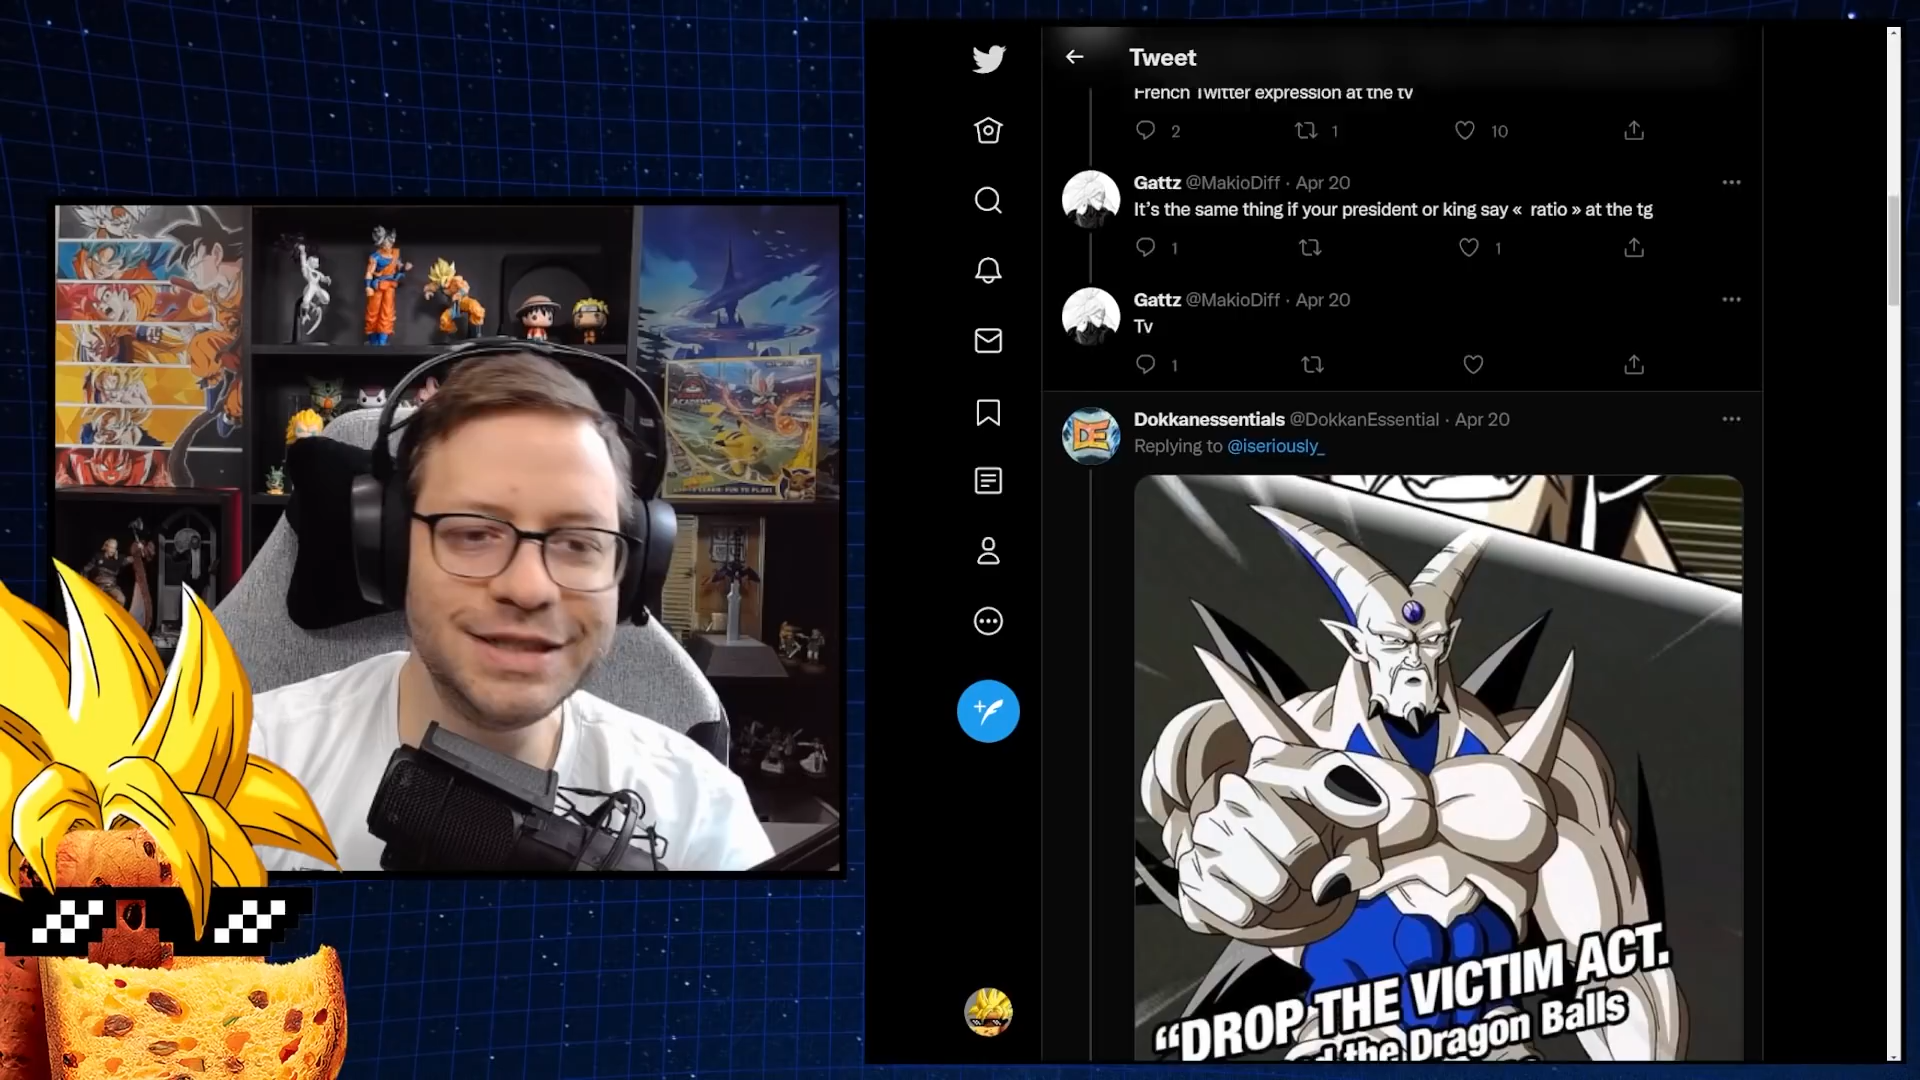 Tweet
French Twitter expression at the tv
2
1
10
Gattz @MakioDiff · Apr 20
It's the same thing if your president or king say « ratio » at the tg
1
1
Gattz @MakioDiff · Apr 20
Tv
1
Dokkanessentials @DokkanEssential · Apr 20
DE
Replying to @iseriously_
ACADEMY
"DROP THE VICTIM ACT.
the Dragon Balls